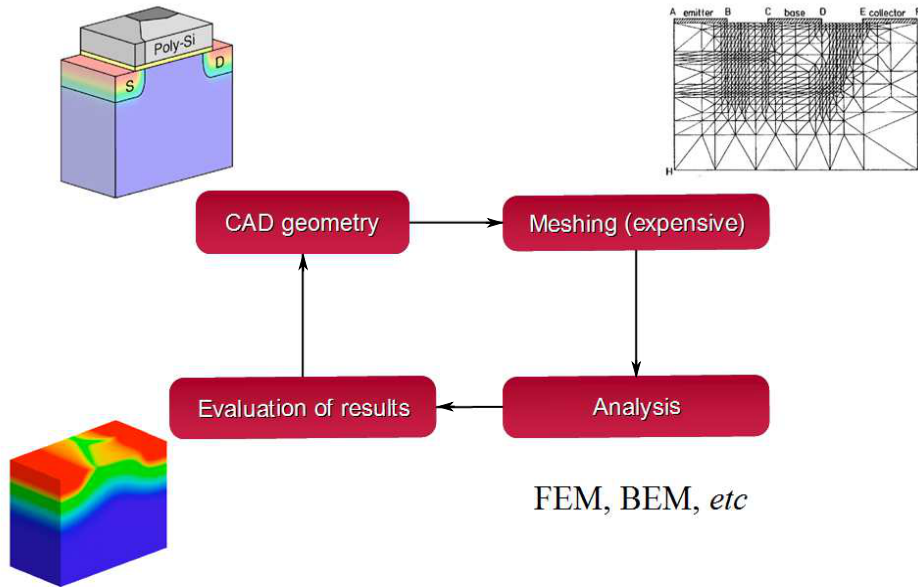 Poly-Si
S
D
A emitter B C base D E collector F
H
CAD geometry
Meshing (expensive)
Evaluation of results
Analysis
FEM, BEM, etc